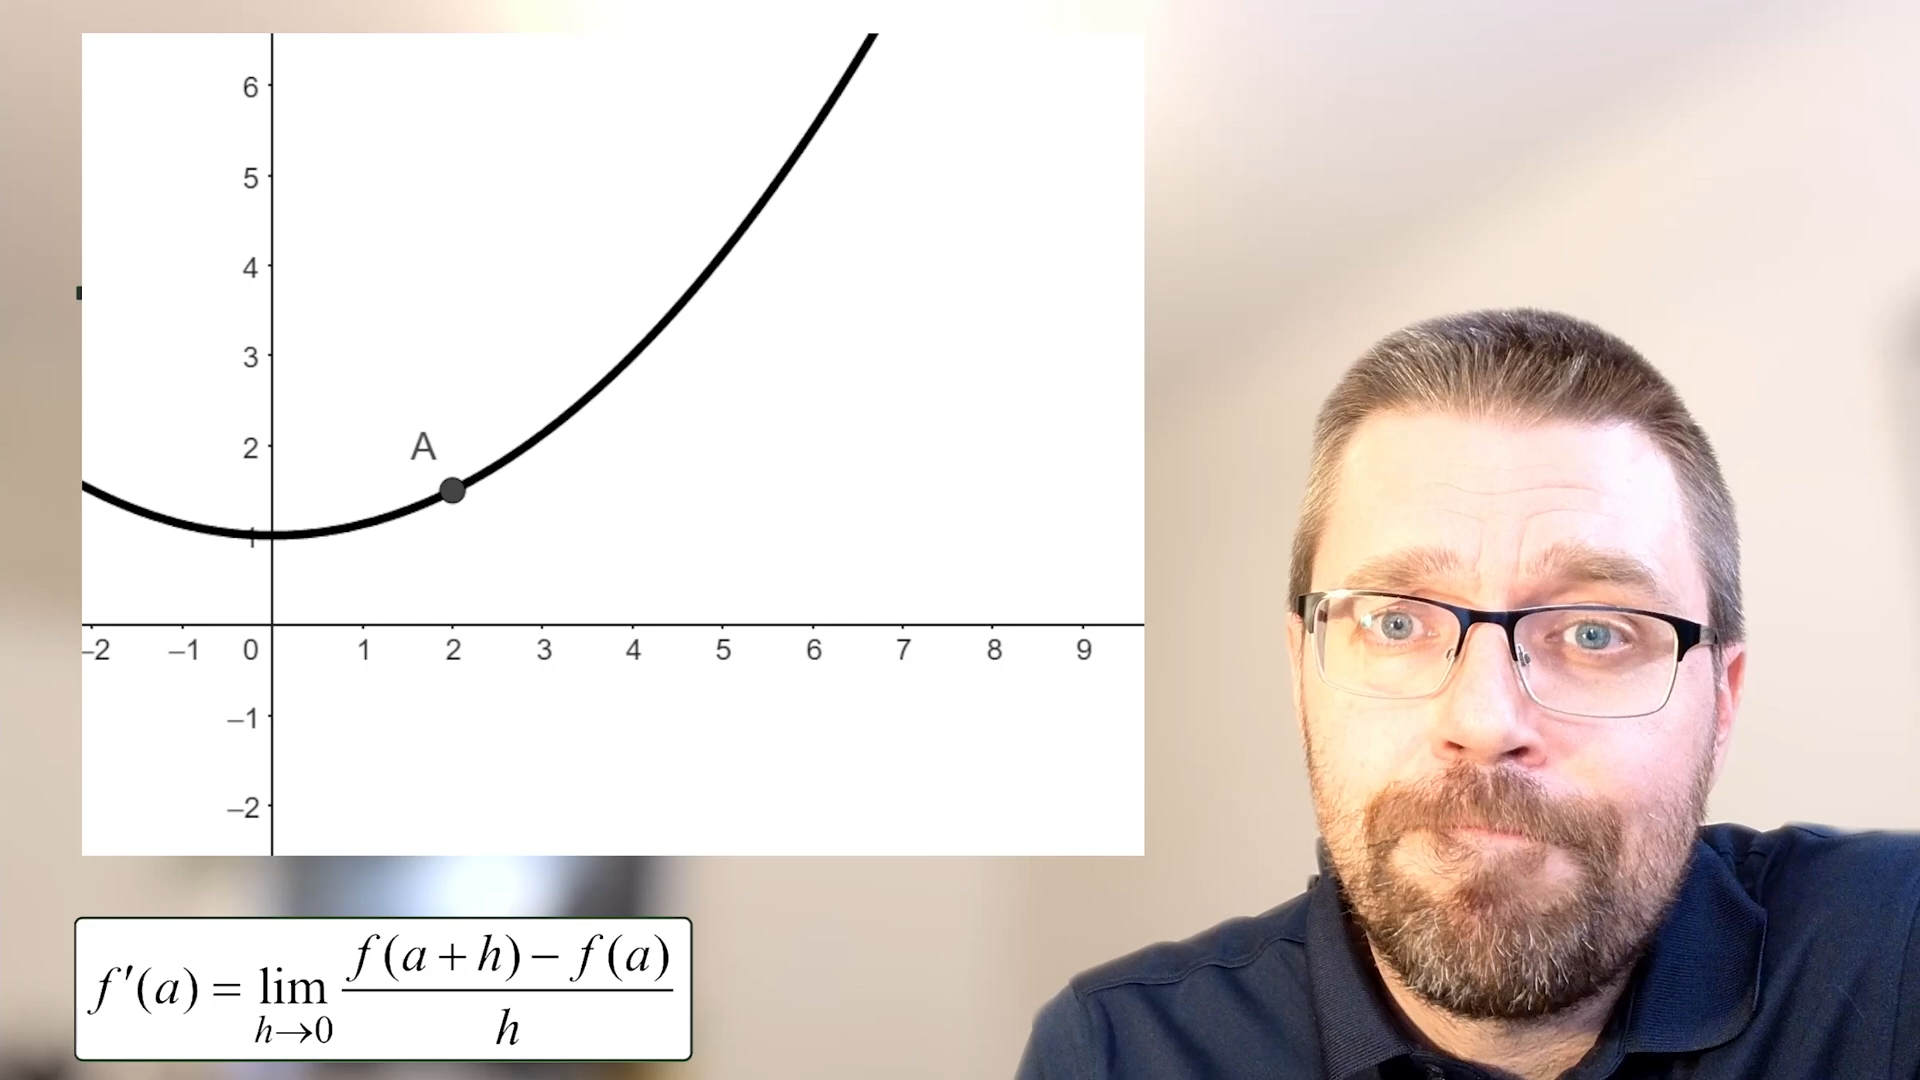 6
5
4
3
A
2
1
–2 –1 0 1 2 3 4 5 6 7 8 9
–1
–2
f′(a) = lim h→0 f(a+h) – f(a) / h